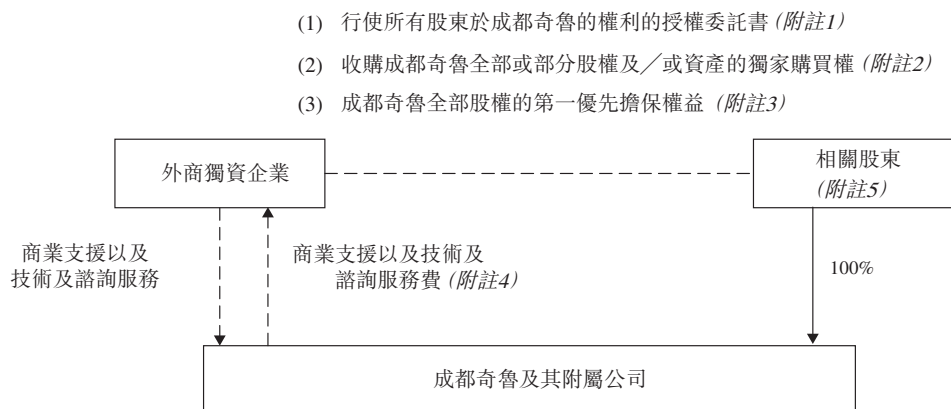 (1) 行使所有股東於成都奇魯的權利的授權委託書(附註1)
(2) 收購成都奇魯全部或部分股權及／或資產的獨家購買權(附註2)
(3) 成都奇魯全部股權的第一優先擔保權益 (附註3)
外商獨資企業
相關股東
(附註5)
商業支援以及
技術及諮詢服務
商業支援以及技術及
諮詢服務費(附註4)
100%
成都奇魯及其附屬公司